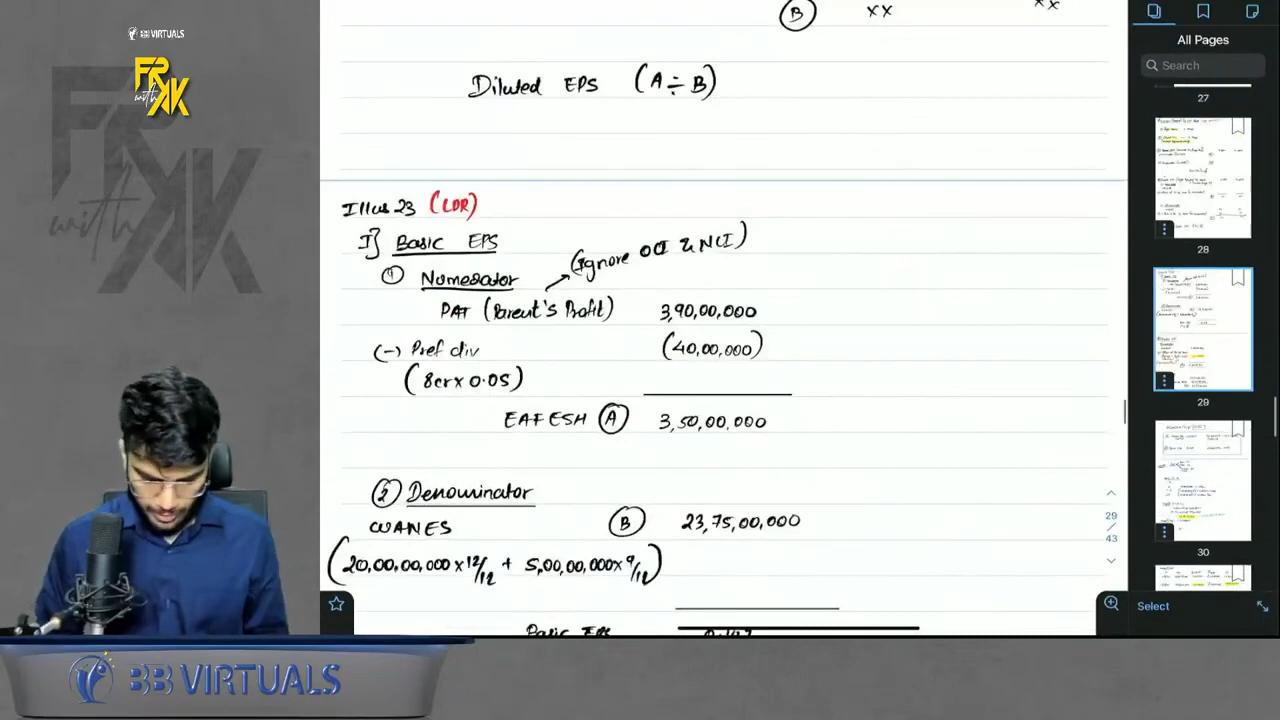 BB VIRTUALS
FR
with
KK
B xx xx
Diluted EPS (A ÷ B)
Illus 23 (LDR)
I] Basic EPS
① Numerator (Ignore OCI & NCI)
PAT (Parent's Profit) 3,90,00,000
(-) Pref div (40,00,000)
(8cr x 0.05)
EAFESH A 3,50,00,000
② Denominator
WANES B 23,75,00,000
(20,00,00,000 x 12/12 + 5,00,00,000 x 9/12)
Basic EPS
BB VIRTUALS
All Pages
Search
27
28
29
30
29
/
43
Select